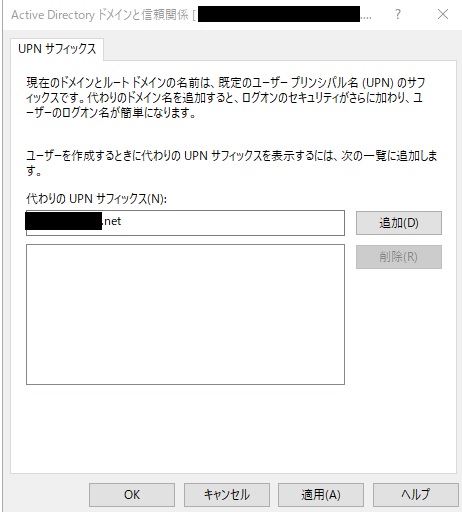 Active Directory ドメインと信頼関係 [ .... ? ×
UPN サフィックス
現在のドメインとルート ドメインの名前は、既定のユーザー プリンシパル名 (UPN) のサフ
ィックスです。代わりのドメイン名を追加すると、ログオンのセキュリティがさらに加わり、ユ
ーザーのログオン名が簡単になります。
ユーザーを作成するときに代わりの UPN サフィックスを表示するには、次の一覧に追加しま
す。
代わりの UPN サフィックス(N):
.net
追加(D)
削除(R)
OK
キャンセル
適用(A)
ヘルプ